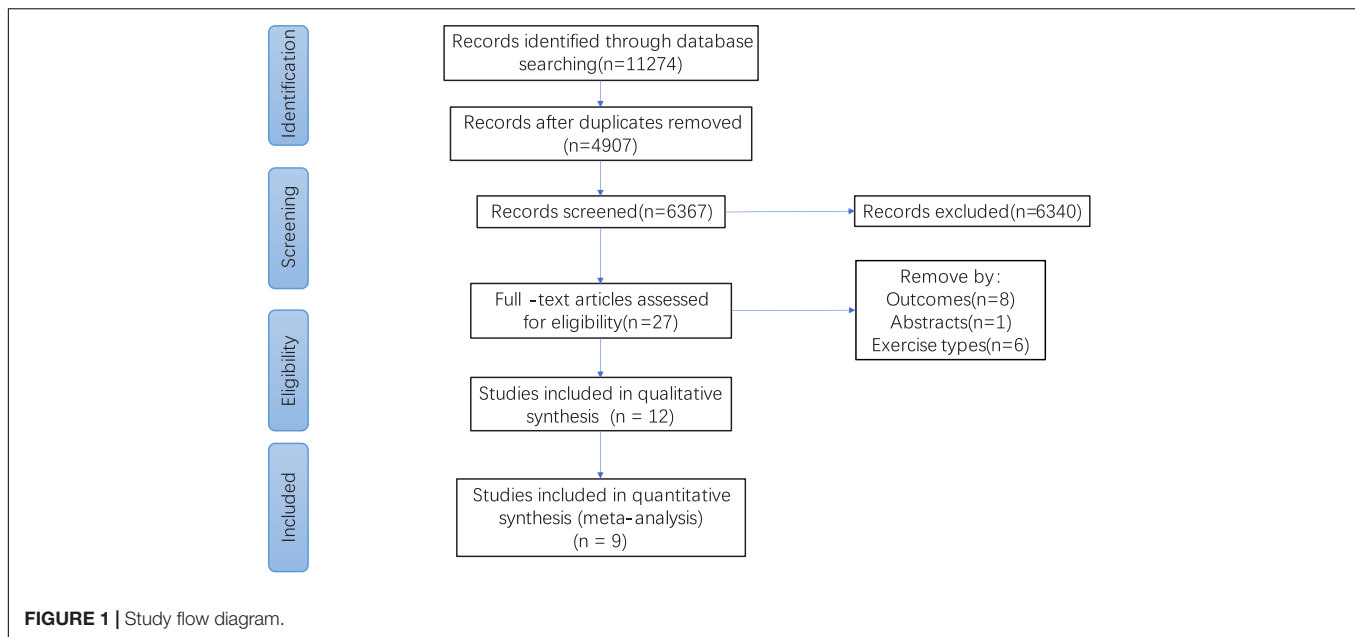 Identification
Records identified through database
searching(n=11274)
Records after duplicates removed
(n=4907)
Screening
Records screened(n=6367)
Records excluded(n=6340)
Eligibility
Full -text articles assessed
for eligibility(n=27)
Remove by:
Outcomes(n=8)
Abstracts(n=1)
Exercise types(n=6)
Studies included in qualitative
synthesis (n = 12)
Included
Studies included in quantitative
synthesis (meta-analysis)
(n = 9)
FIGURE 1 | Study flow diagram.